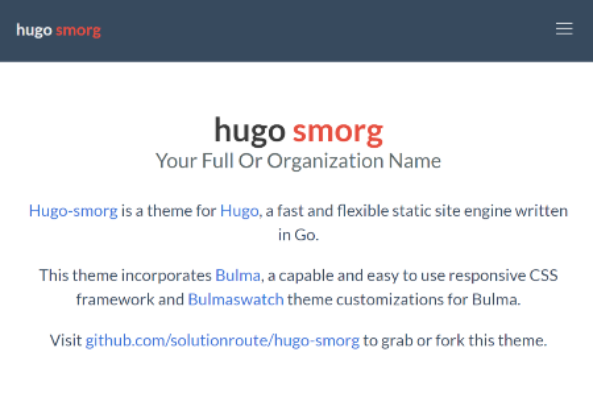 hugo smorg
hugo smorg
Your Full Or Organization Name
Hugo-smorg is a theme for Hugo, a fast and flexible static site engine written
in Go.
This theme incorporates Bulma, a capable and easy to use responsive CSS
framework and Bulmaswatch theme customizations for Bulma.
Visit github.com/solutionroute/hugo-smorg to grab or fork this theme.